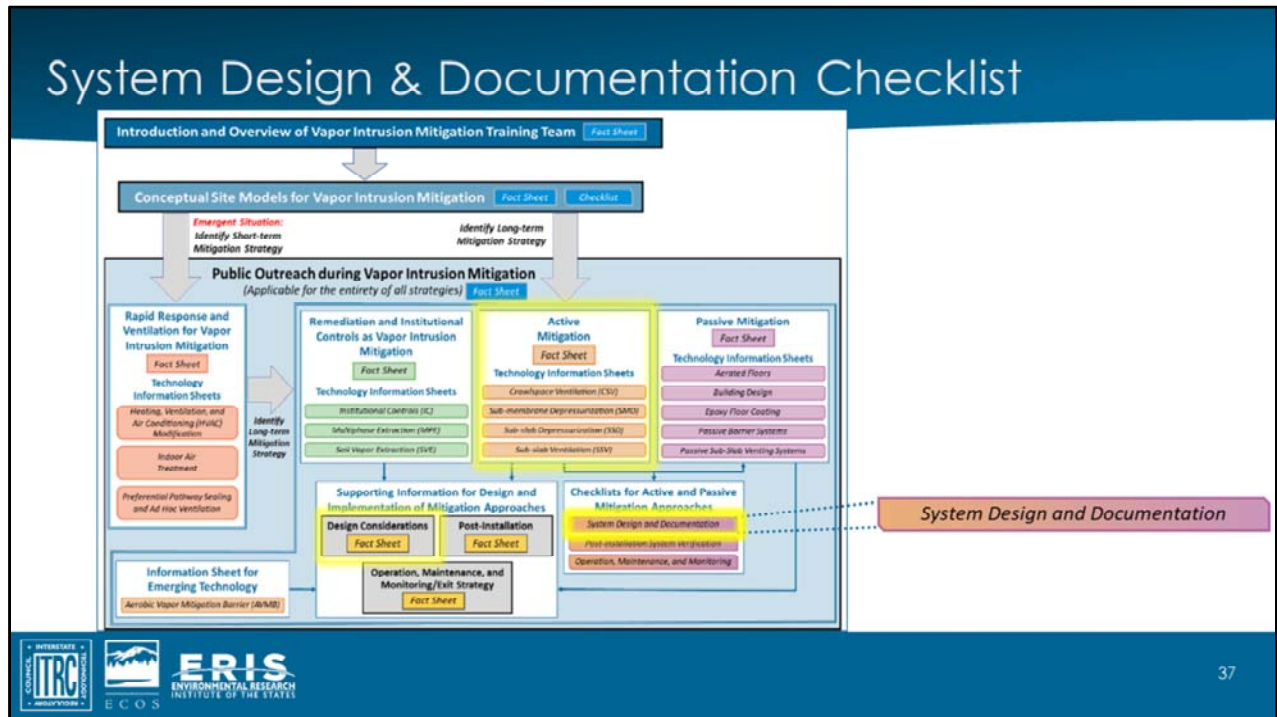 System Design & Documentation Checklist
Introduction and Overview of Vapor Intrusion Mitigation Training Team Fact Sheet
Conceptual Site Models for Vapor Intrusion Mitigation Fact Sheet Checklist
Emergent Situation:
Identify Short-term
Mitigation Strategy
Identify Long-term
Mitigation Strategy
Public Outreach during Vapor Intrusion Mitigation
(Applicable for the entirety of all strategies) Fact Sheet
Rapid Response and
Ventilation for Vapor
Intrusion Mitigation
Fact Sheet
Technology
Information Sheets
Heating, Ventilation, and
Air Conditioning (HVAC)
Modification
Indoor Air
Treatment
Preferential Pathway Sealing
and Ad Hoc Ventilation
Identify
Long-term
Mitigation
Strategy
Remediation and Institutional
Controls as Vapor Intrusion
Mitigation
Fact Sheet
Technology Information Sheets
Institutional Controls (IC)
Multiphase Extraction (MPE)
Soil Vapor Extraction (SVE)
Active
Mitigation
Fact Sheet
Technology Information Sheets
Crawlspace Ventilation (CSV)
Sub-membrane Depressurization (SMD)
Sub-slab Depressurization (SSD)
Sub-slab Ventilation (SSV)
Passive Mitigation
Fact Sheet
Technology Information Sheets
Aerated Floors
Building Design
Epoxy Floor Coating
Passive Barrier Systems
Passive Sub-Slab Venting Systems
Supporting Information for Design and
Implementation of Mitigation Approaches
Design Considerations
Fact Sheet
Post-Installation
Fact Sheet
Operation, Maintenance, and
Monitoring/Exit Strategy
Fact Sheet
Checklists for Active and Passive
Mitigation Approaches
System Design and Documentation
Post-Installation System Verification
Operation, Maintenance, and Monitoring
System Design and Documentation
Information Sheet for
Emerging Technology
Aerobic Vapor Mitigation Barrier (AVMB)
INTERSTATE
COUNCIL
ITRC
TECHNOLOGY
REGULATORY
ECOS
ERIS
ENVIRONMENTAL RESEARCH
INSTITUTE OF THE STATES
37